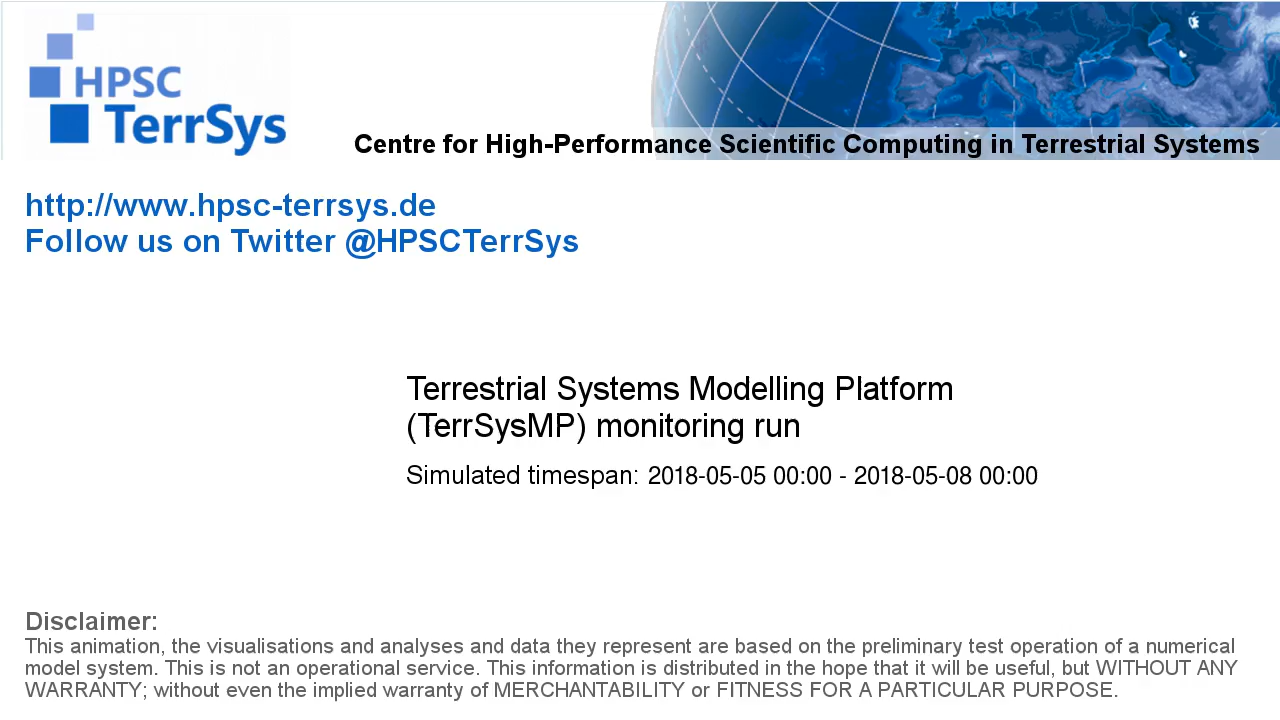 HPSC
TerrSys
Centre for High-Performance Scientific Computing in Terrestrial Systems
http://www.hpsc-terrsys.de
Follow us on Twitter @HPSCTerrSys
Terrestrial Systems Modelling Platform
(TerrSysMP) monitoring run
Simulated timespan: 2018-05-05 00:00 - 2018-05-08 00:00
Disclaimer:
This animation, the visualisations and analyses and data they represent are based on the preliminary test operation of a numerical
model system. This is not an operational service. This information is distributed in the hope that it will be useful, but WITHOUT ANY
WARRANTY; without even the implied warranty of MERCHANTABILITY or FITNESS FOR A PARTICULAR PURPOSE.